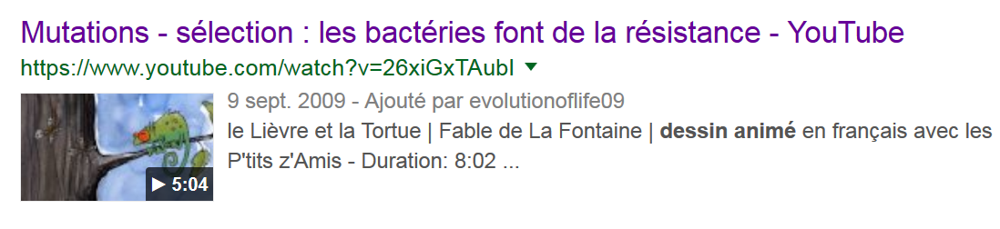 Mutations - sélection : les bactéries font de la résistance - YouTube
https://www.youtube.com/watch?v=26xiGxTAubI
9 sept. 2009 - Ajouté par evolutionoflife09
le Lièvre et la Tortue | Fable de La Fontaine | dessin animé en français avec les
P'tits z'Amis - Duration: 8:02 ...
5:04